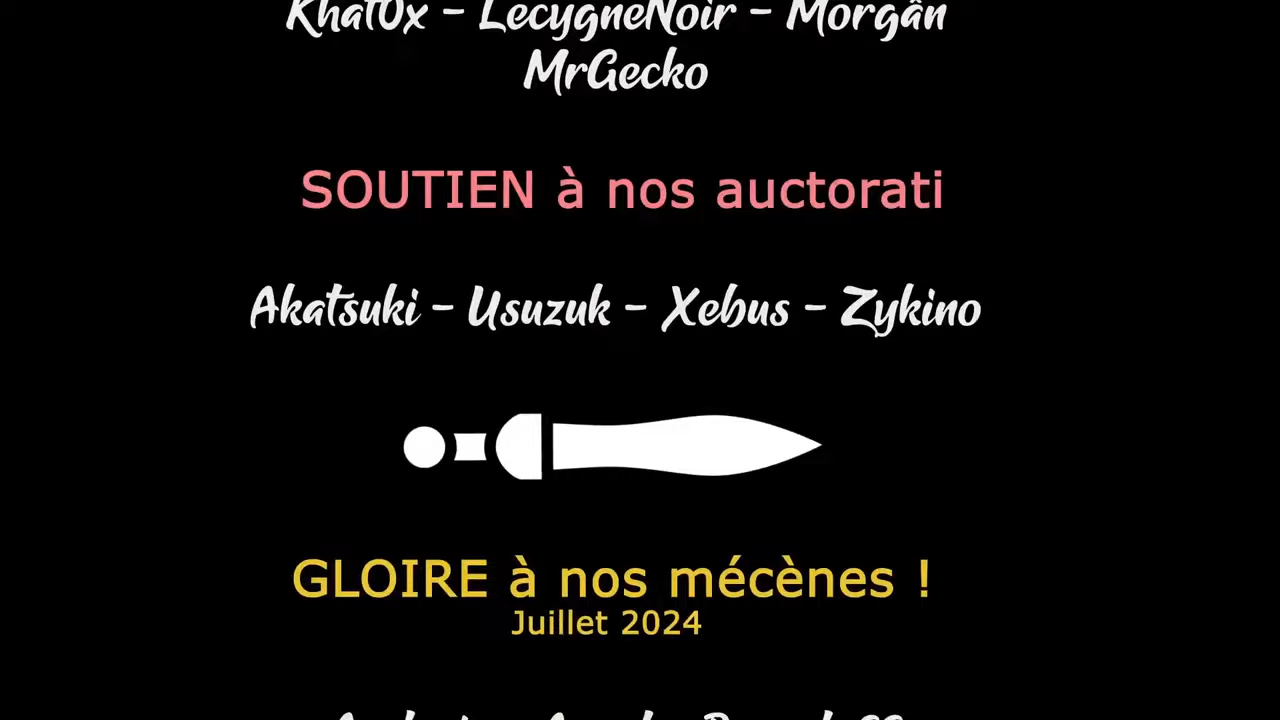 Khat0x - LecygneNoir - Morgân
MrGecko
SOUTIEN à nos auctorati
Akatsuki - Usuzuk - Xebus - Zykino
GLOIRE à nos mécènes !
Juillet 2024